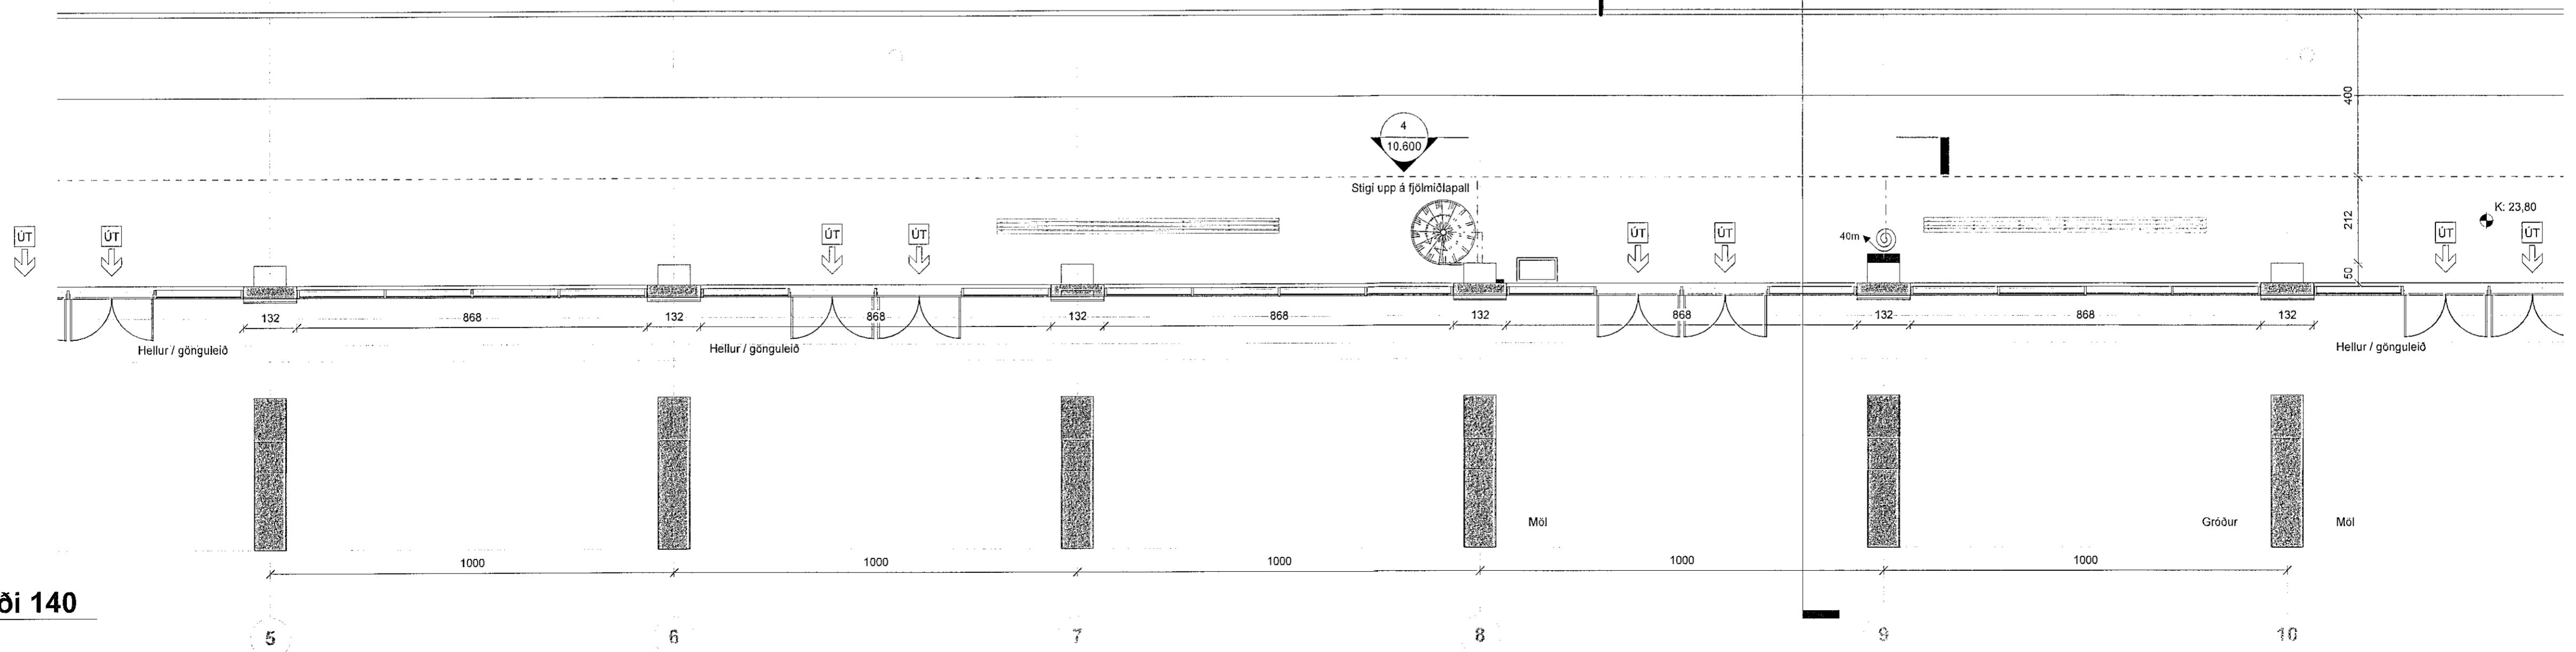 400
4
10.600
Stigi upp á fjölmiðlapall
212
K: 23,80
ÚT
ÚT
ÚT
ÚT
ÚT
ÚT
40m
ÚT
ÚT
50
132
868
132
868
132
868
132
868
132
868
132
Hellur / gönguleið
Hellur / gönguleið
Hellur / gönguleið
Möl
Gróður
Möl
1000
1000
1000
1000
1000
ði 140
5
6
7
8
9
10